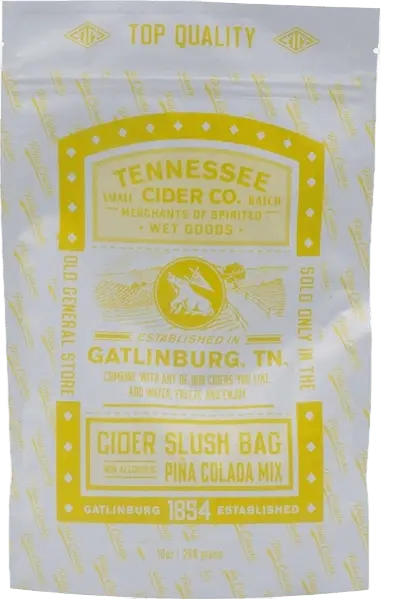 TOP QUALITY
TENNESSEE
SMALL CIDER CO. BATCH
MERCHANTS OF SPIRITED
• WET GOODS •
OLD GENERAL STORE
SOLD ONLY IN THE
ESTABLISHED IN
GATLINBURG, TN.
COMBINE WITH ANY OF OUR CIDERS YOU LIKE,
ADD WATER, FREEZE AND ENJOY
CIDER SLUSH BAG
NON ALCOHOLIC PIÑA COLADA MIX
GATLINBURG 1854 ESTABLISHED